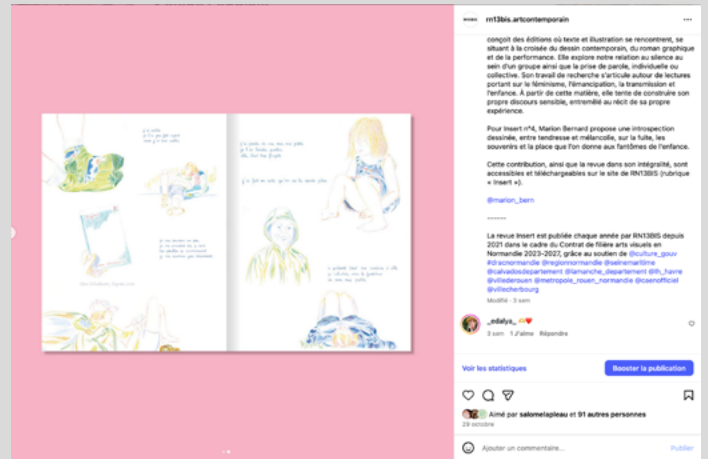 rn13bis.artcontemporain
conçoit des éditions où texte et illustration se rencontrent, se
situant à la croisée du dessin contemporain, du roman graphique
et de la performance. Elle explore notre relation au silence au
sein d'un groupe ainsi que la prise de parole, individuelle ou
collective. Son travail de recherche s'articule autour de lectures
portant sur le féminisme, l'émancipation, la transmission et
l'enfance. À partir de cette matière, elle tente de construire son
propre discours sensible, entremêlé au récit de sa propre
expérience.
Pour Insert n°4, Marion Bernard propose une introspection
dessinée, entre tendresse et mélancolie, sur la fuite, les
souvenirs et la place que l'on donne aux fantômes de l'enfance.
Cette contribution, ainsi que la revue dans son intégralité, sont
accessibles et téléchargeables sur le site de RN13BIS (rubrique
« Insert »).
@marion_bern
------
La revue Insert est publiée chaque année par RN13BIS depuis
2021 dans le cadre du Contrat de filière arts visuels en
Normandie 2023-2027, grâce au soutien de @culture_gouv
#dracnormandie @regionnormandie @seinemaritime
@calvadosdepartement @lamanche_departement @lh_havre
@villederouen @metropole_rouen_normandie @caenofficiel
@villecherbourg
Modifié · 3 sem
_edalya_
3 sem 1 J'aime Répondre
Voir les statistiques
Booster la publication
Aimé par salomelapleau et 91 autres personnes
29 octobre
Ajouter un commentaire...
Publier